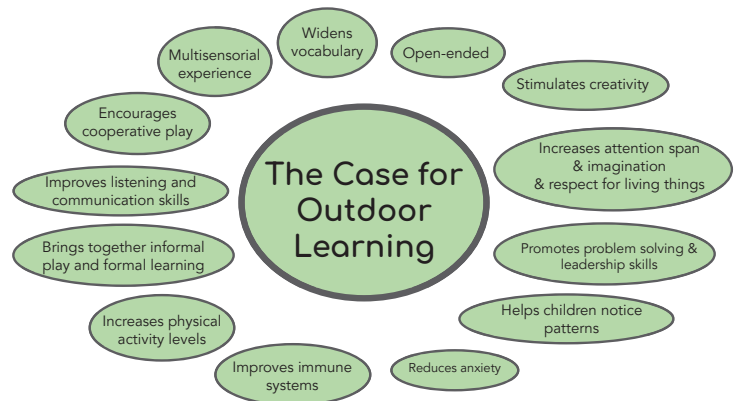 Widens
vocabulary
Open-ended
Multisensorial
experience
Stimulates creativity
Encourages
cooperative play
Increases attention span
& imagination
& respect for living things
The Case for
Outdoor
Learning
Improves listening and
communication skills
Brings together informal
play and formal learning
Promotes problem solving &
leadership skills
Increases physical
activity levels
Helps children notice
patterns
Improves immune
systems
Reduces anxiety